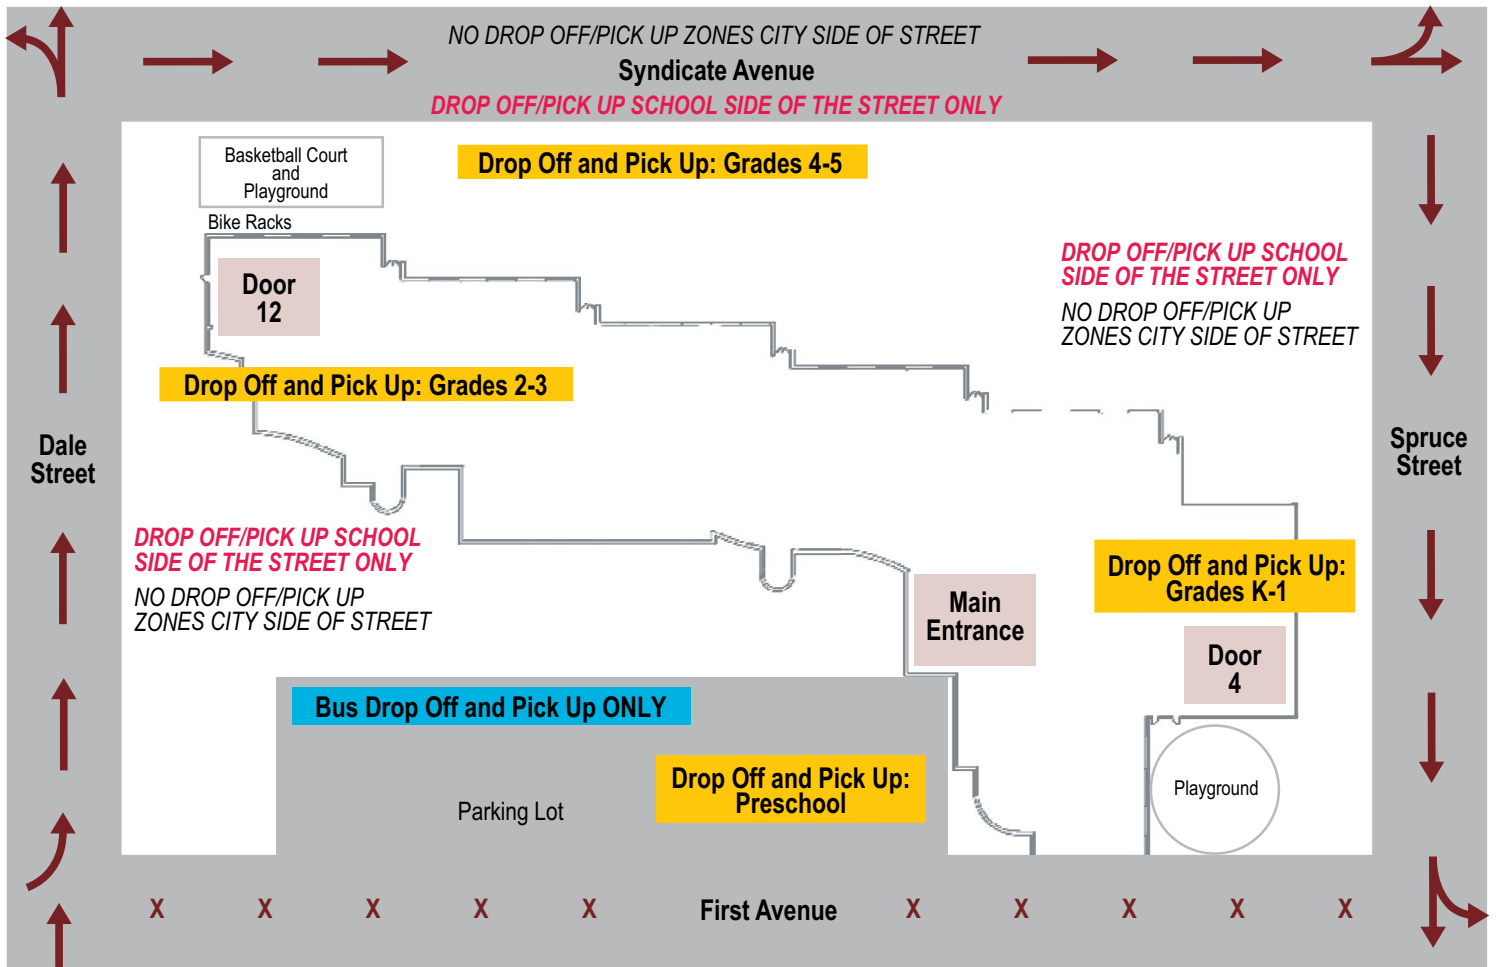 NO DROP OFF/PICK UP ZONES CITY SIDE OF STREET
Syndicate Avenue
DROP OFF/PICK UP SCHOOL SIDE OF THE STREET ONLY
Basketball Court
and
Playground
Drop Off and Pick Up: Grades 4-5
Bike Racks
Door
12
DROP OFF/PICK UP SCHOOL
SIDE OF THE STREET ONLY
NO DROP OFF/PICK UP
ZONES CITY SIDE OF STREET
Drop Off and Pick Up: Grades 2-3
Dale
Street
Spruce
Street
DROP OFF/PICK UP SCHOOL
SIDE OF THE STREET ONLY
NO DROP OFF/PICK UP
ZONES CITY SIDE OF STREET
Drop Off and Pick Up:
Grades K-1
Main
Entrance
Door
4
Bus Drop Off and Pick Up ONLY
Drop Off and Pick Up:
Preschool
Parking Lot
Playground
X X X X X First Avenue X X X X X